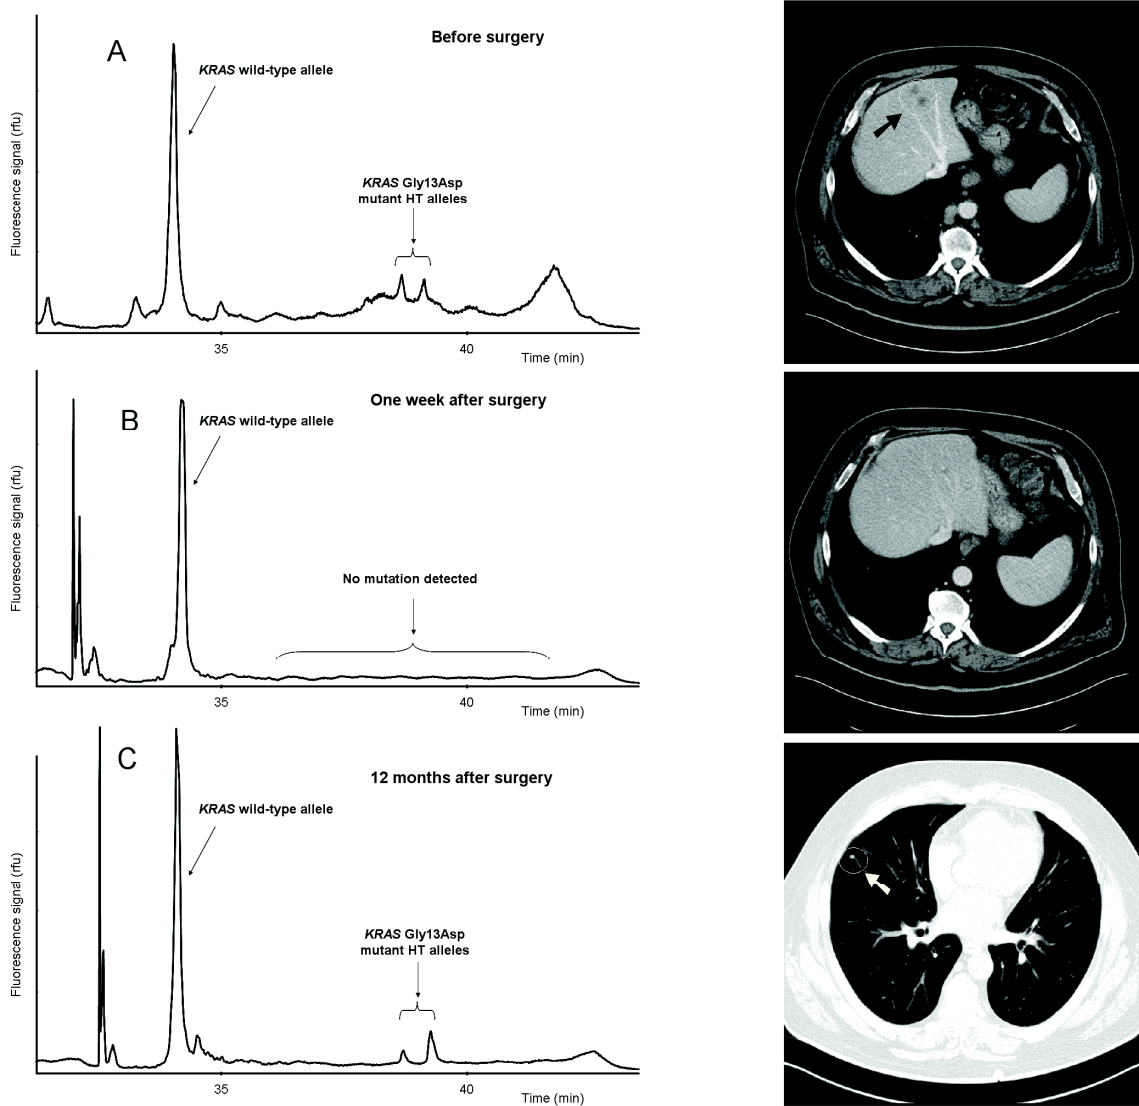 A
Before surgery
KRAS wild-type allele
KRAS Gly13Asp
mutant HT alleles
Fluorescence signal (rfu)
35
40
Time (min)
B
One week after surgery
KRAS wild-type allele
No mutation detected
Fluorescence signal (rfu)
35
40
Time (min)
C
12 months after surgery
KRAS wild-type allele
KRAS Gly13Asp
mutant HT alleles
Fluorescence signal (rfu)
35
40
Time (min)